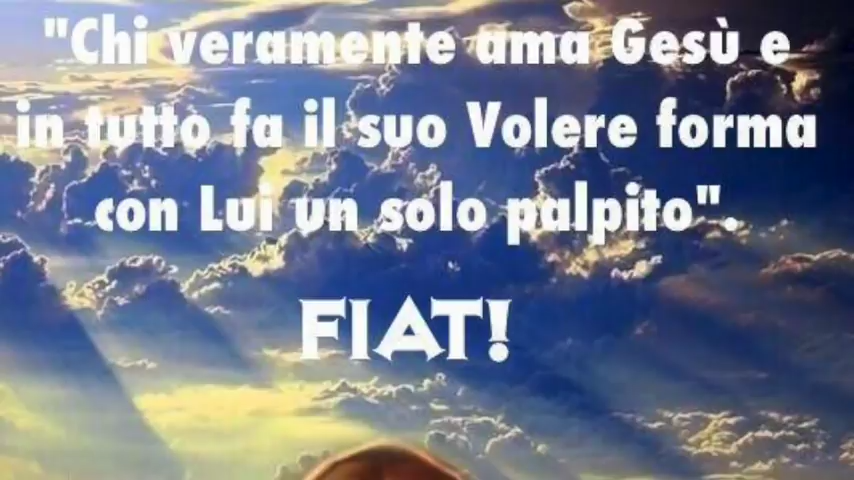 "Chi veramente ama Gesù e
in tutto fa il suo Volere forma
con Lui un solo palpito".
FIAT!